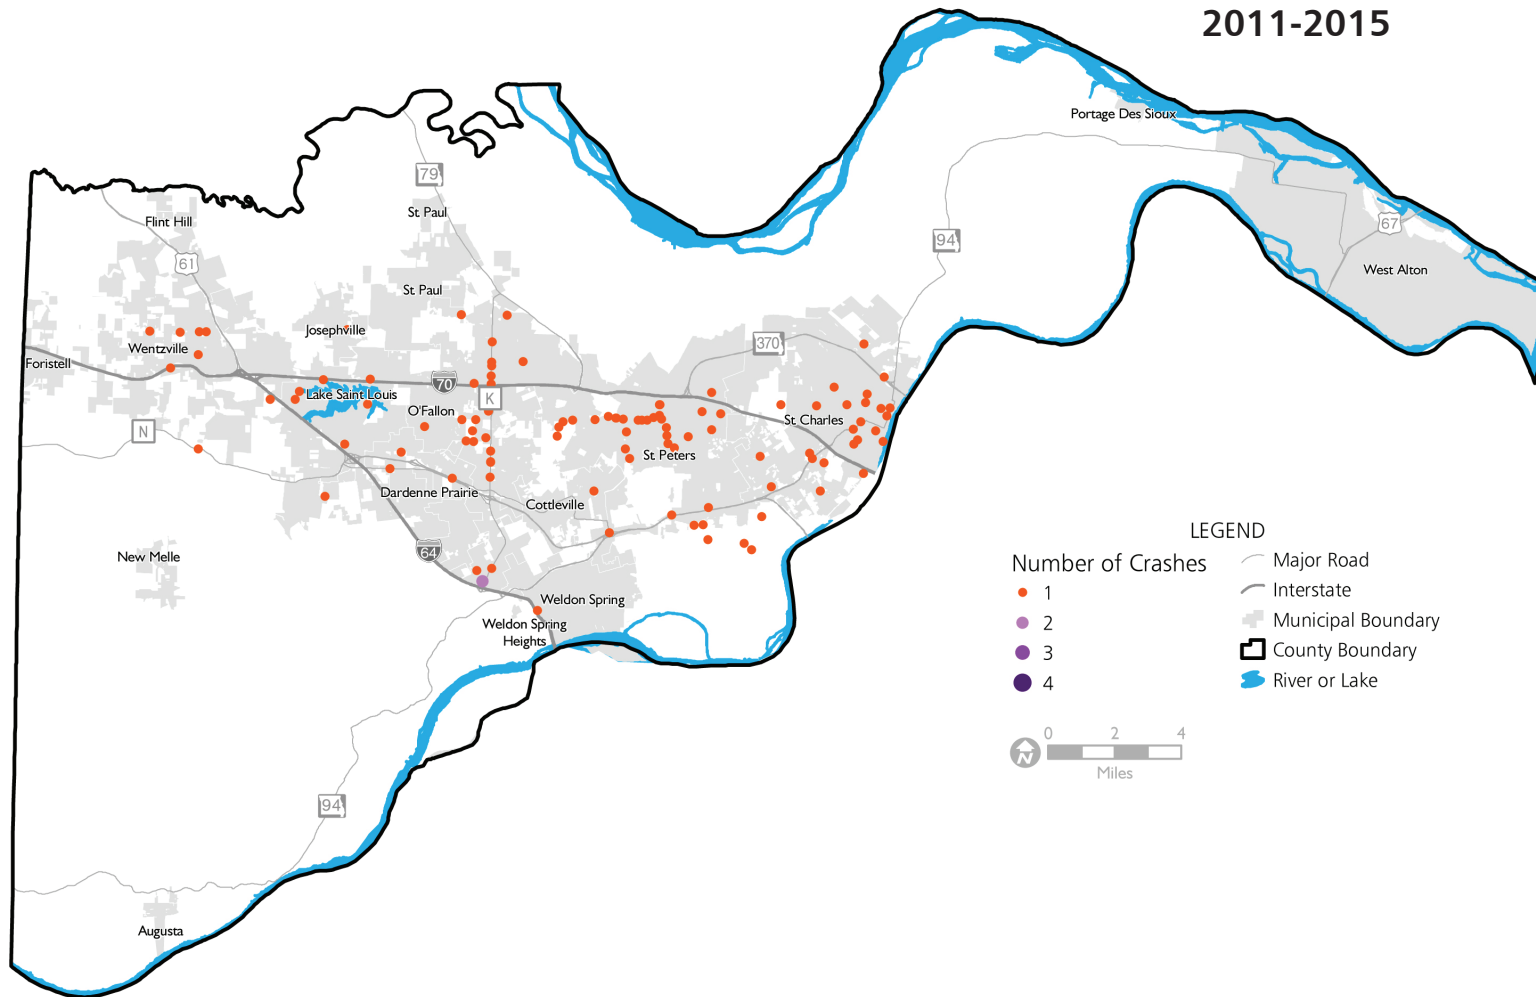 2011-2015
Portage Des Sioux
79
St Paul
Flint Hill
67
94
61
West Alton
St Paul
Josephville
370
Wentzville
Foristell
70
Lake Saint Louis
K
O'Fallon
St Charles
N
St Peters
Dardenne Prairie
Cottleville
64
New Melle
Weldon Spring
Weldon Spring
Heights
94
Augusta
LEGEND
Number of Crashes
1
2
3
4
Major Road
Interstate
Municipal Boundary
County Boundary
River or Lake
N
0 2 4
Miles